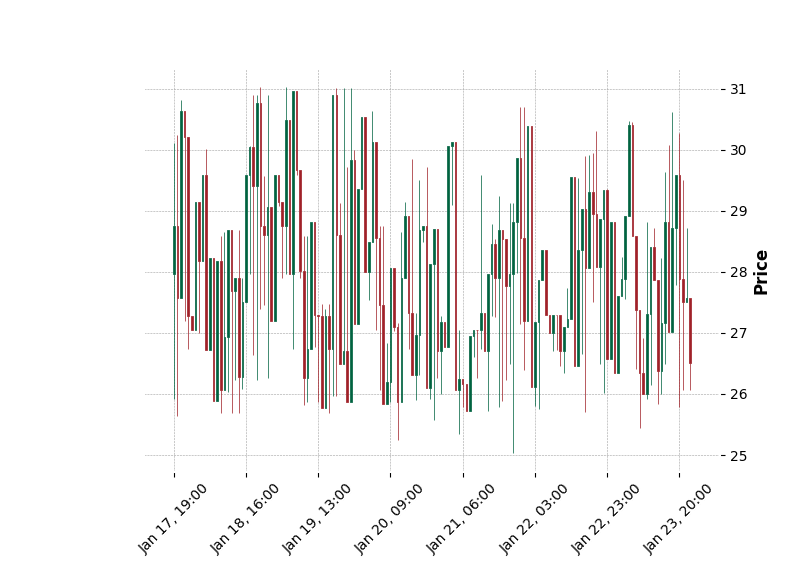 31
30
29
28
27
26
25
Price
Jan 17, 19:00
Jan 18, 16:00
Jan 19, 13:00
Jan 20, 09:00
Jan 21, 06:00
Jan 22, 03:00
Jan 22, 23:00
Jan 23, 20:00